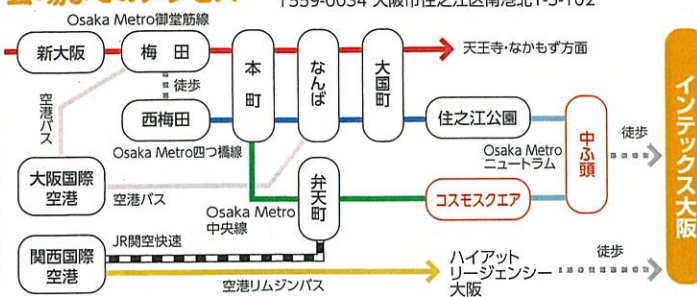 〒559-0034 大阪市住之江区南港北1-5-102
Osaka Metro御堂筋線
新大阪
梅田
本町
なんば
大国町
天王寺・なかもず方面
徒歩
空港バス
西梅田
住之江公園
Osaka Metro四つ橋線
Osaka Metro
ニュートラム
中ふ頭
徒歩
インテックス大阪
大阪国際
空港
空港バス
弁天町
Osaka Metro
中央線
コスモスクエア
関西国際
空港
JR関空快速
空港リムジンバス
ハイアット
リージェンシー
大阪
徒歩